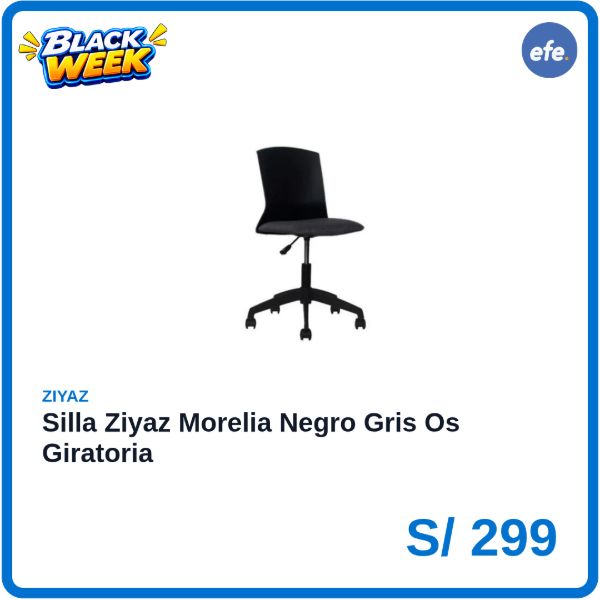 BLACK
WEEK
efe.
ZIYAZ
Silla Ziyaz Morelia Negro Gris Os
Giratoria
S/ 299